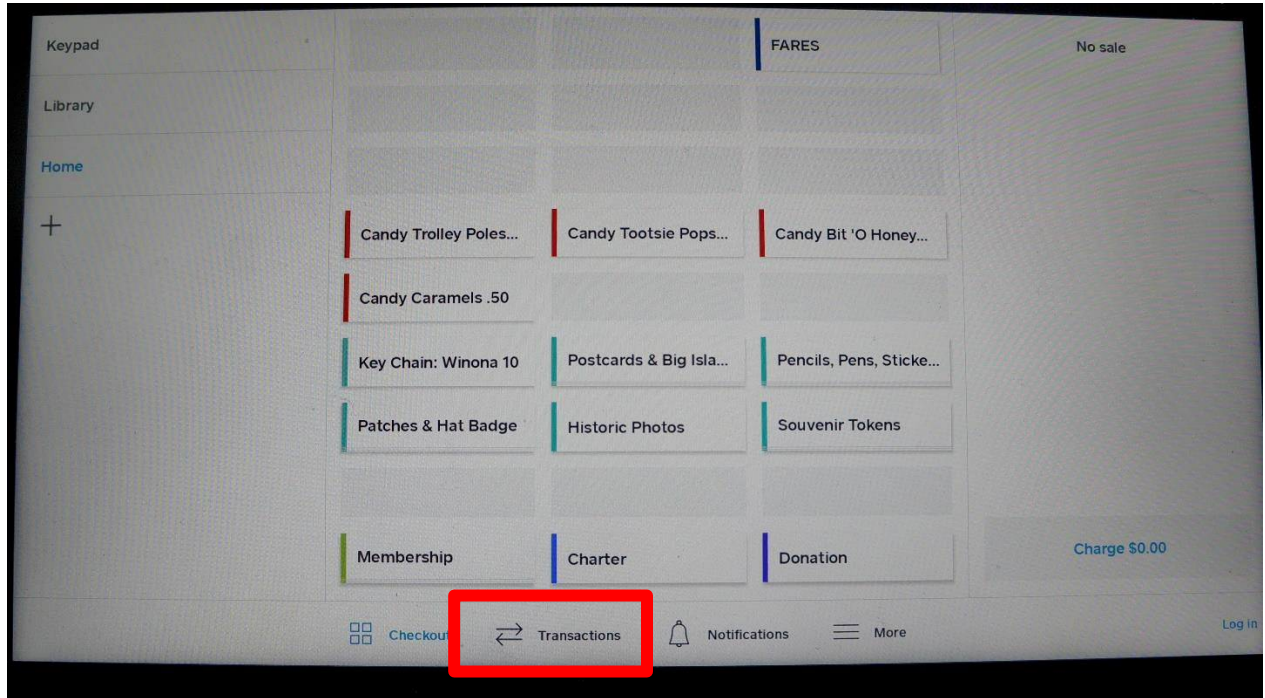 Keypad
FARES
No sale
Library
Home
Candy Trolley Poles...
Candy Tootsie Pops...
Candy Bit 'O Honey...
Candy Caramels .50
Key Chain: Winona 10
Postcards & Big Isla...
Pencils, Pens, Sticke...
Patches & Hat Badge
Historic Photos
Souvenir Tokens
Membership
Charter
Donation
Charge $0.00
Checkout
Transactions
Notifications
More
Log in